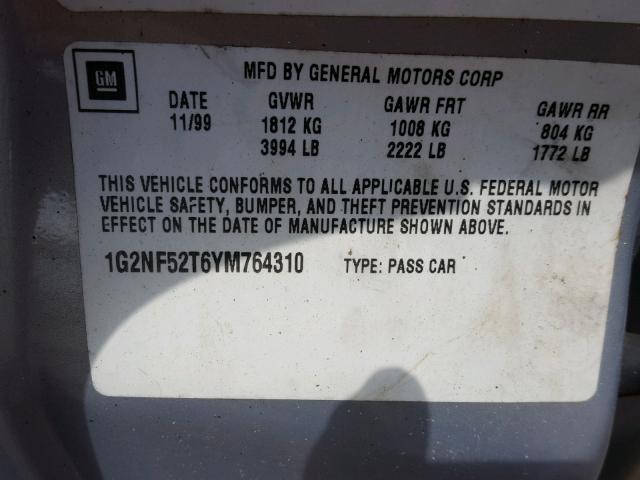 GM
MFD BY GENERAL MOTORS CORP
DATE GVWR GAWR FRT GAWR RR
11/99 1812 KG 1008 KG 804 KG
3994 LB 2222 LB 1772 LB
THIS VEHICLE CONFORMS TO ALL APPLICABLE U.S. FEDERAL MOTOR
VEHICLE SAFETY, BUMPER, AND THEFT PREVENTION STANDARDS IN
EFFECT ON THE DATE OF MANUFACTURE SHOWN ABOVE.
1G2NF52T6YM764310 TYPE: PASS CAR